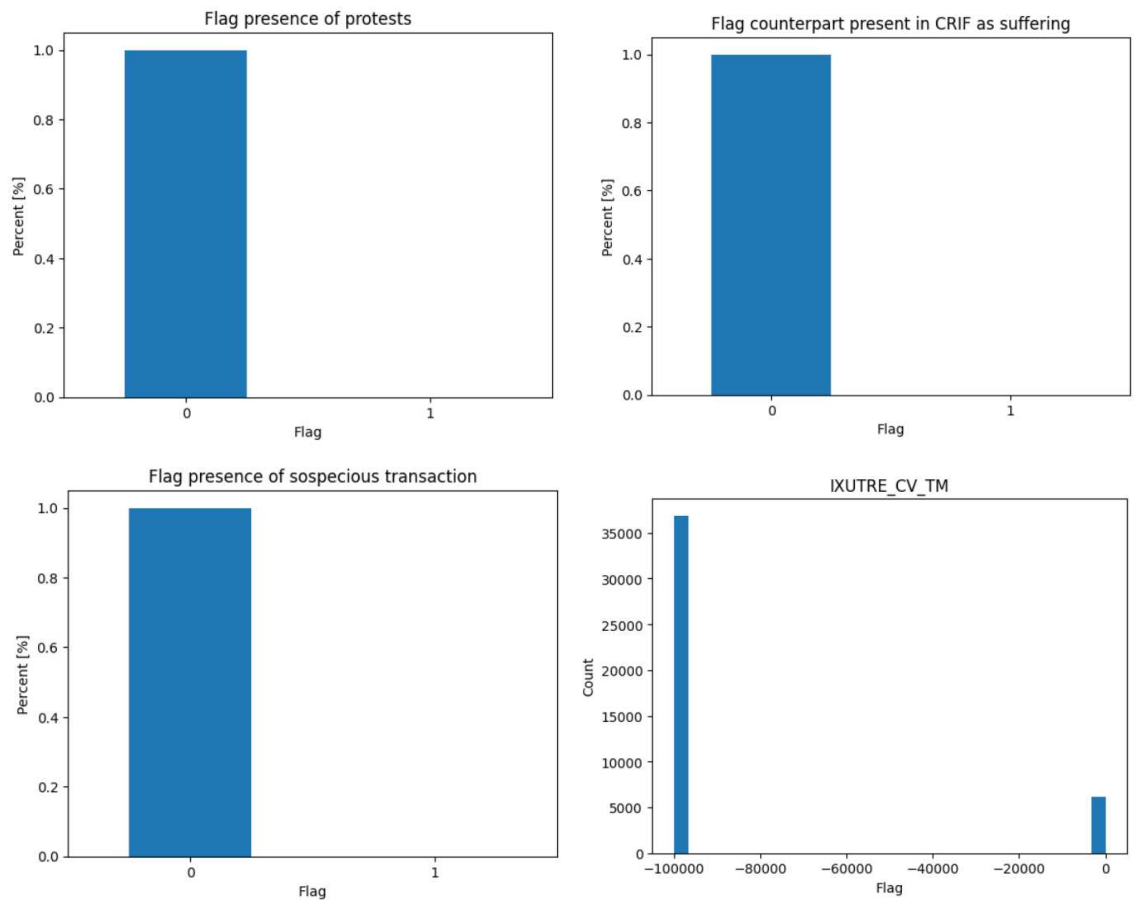 Flag presence of protests
1.0
0.8
0.6
0.4
0.2
0.0
Percent [%]
0 1
Flag
Flag counterpart present in CRIF as suffering
1.0
0.8
0.6
0.4
0.2
0.0
Percent [%]
0 1
Flag
Flag presence of sospecious transaction
1.0
0.8
0.6
0.4
0.2
0.0
Percent [%]
0 1
Flag
IXUTRE_CV_TM
35000
30000
25000
20000
15000
10000
5000
0
Count
−100000 −80000 −60000 −40000 −20000 0
Flag